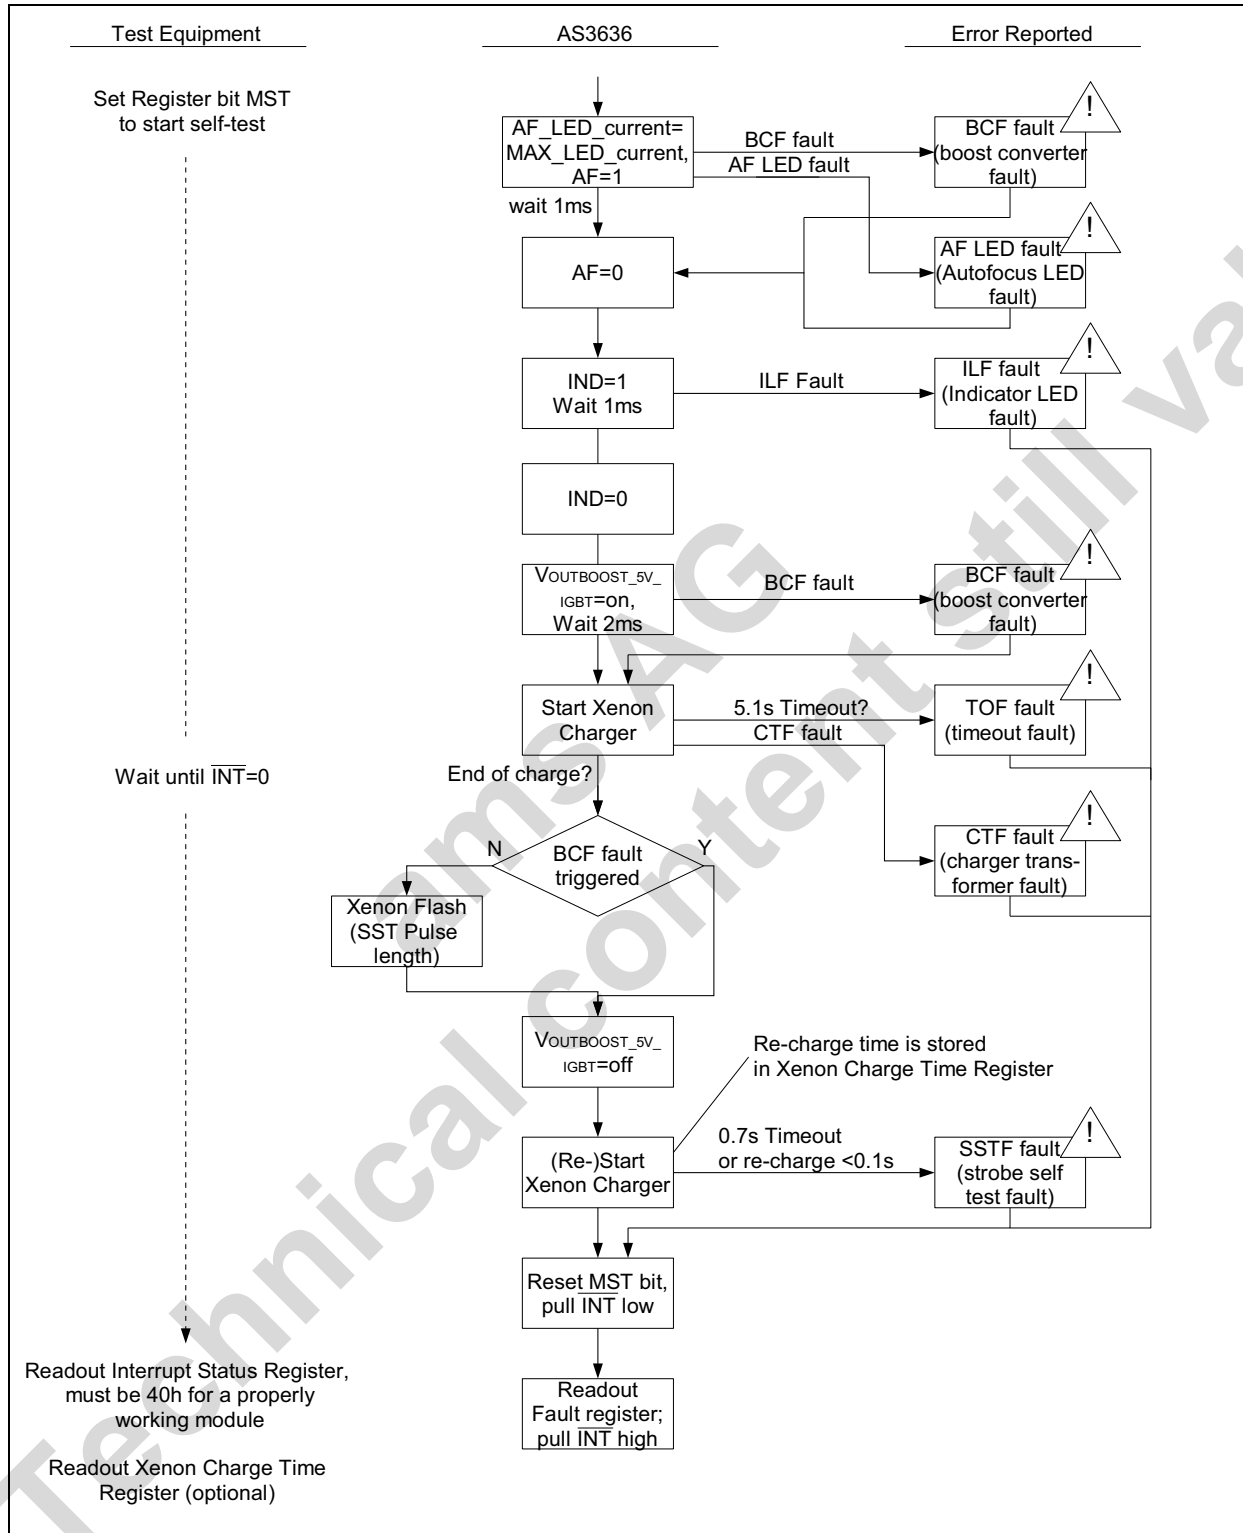 Test Equipment
AS3636
Error Reported
Set Register bit MST
to start self-test
AF_LED_current=
MAX_LED_current,
AF=1
BCF fault
AF LED fault
!
BCF fault
(boost converter
fault)
wait 1ms
AF=0
!
AF LED fault
(Autofocus LED
fault)
IND=1
Wait 1ms
ILF Fault
!
ILF fault
(Indicator LED
fault)
IND=0
VOUTBOOST_5V_
IGBT=on,
Wait 2ms
BCF fault
!
BCF fault
(boost converter
fault)
Start Xenon
Charger
5.1s Timeout?
CTF fault
!
TOF fault
(timeout fault)
Wait until INT=0
End of charge?
!
CTF fault
(charger trans-
former fault)
N
BCF fault
triggered
Y
Xenon Flash
(SST Pulse
length)
VOUTBOOST_5V_
IGBT=off
Re-charge time is stored
in Xenon Charge Time Register
(Re-)Start
Xenon Charger
0.7s Timeout
or re-charge <0.1s
!
SSTF fault
(strobe self
test fault)
Reset MST bit,
pull INT low
Readout Interrupt Status Register,
must be 40h for a properly
working module
Readout
Fault register;
pull INT high
Readout Xenon Charge Time
Register (optional)
ams AG
Technical content still val